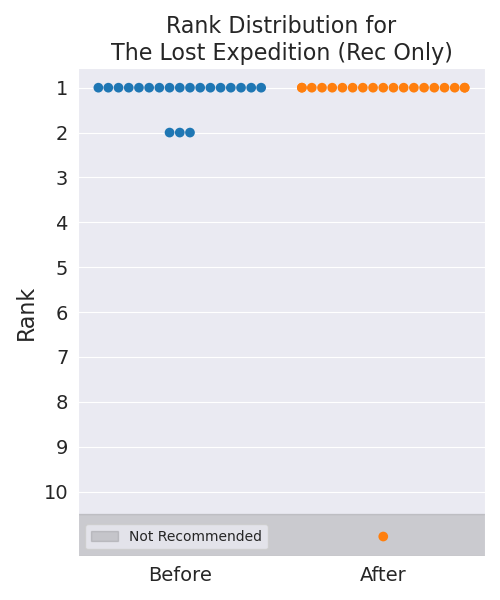 Rank Distribution for
The Lost Expedition (Rec Only)
Rank
1
2
3
4
5
6
7
8
9
10
Not Recommended
Before
After